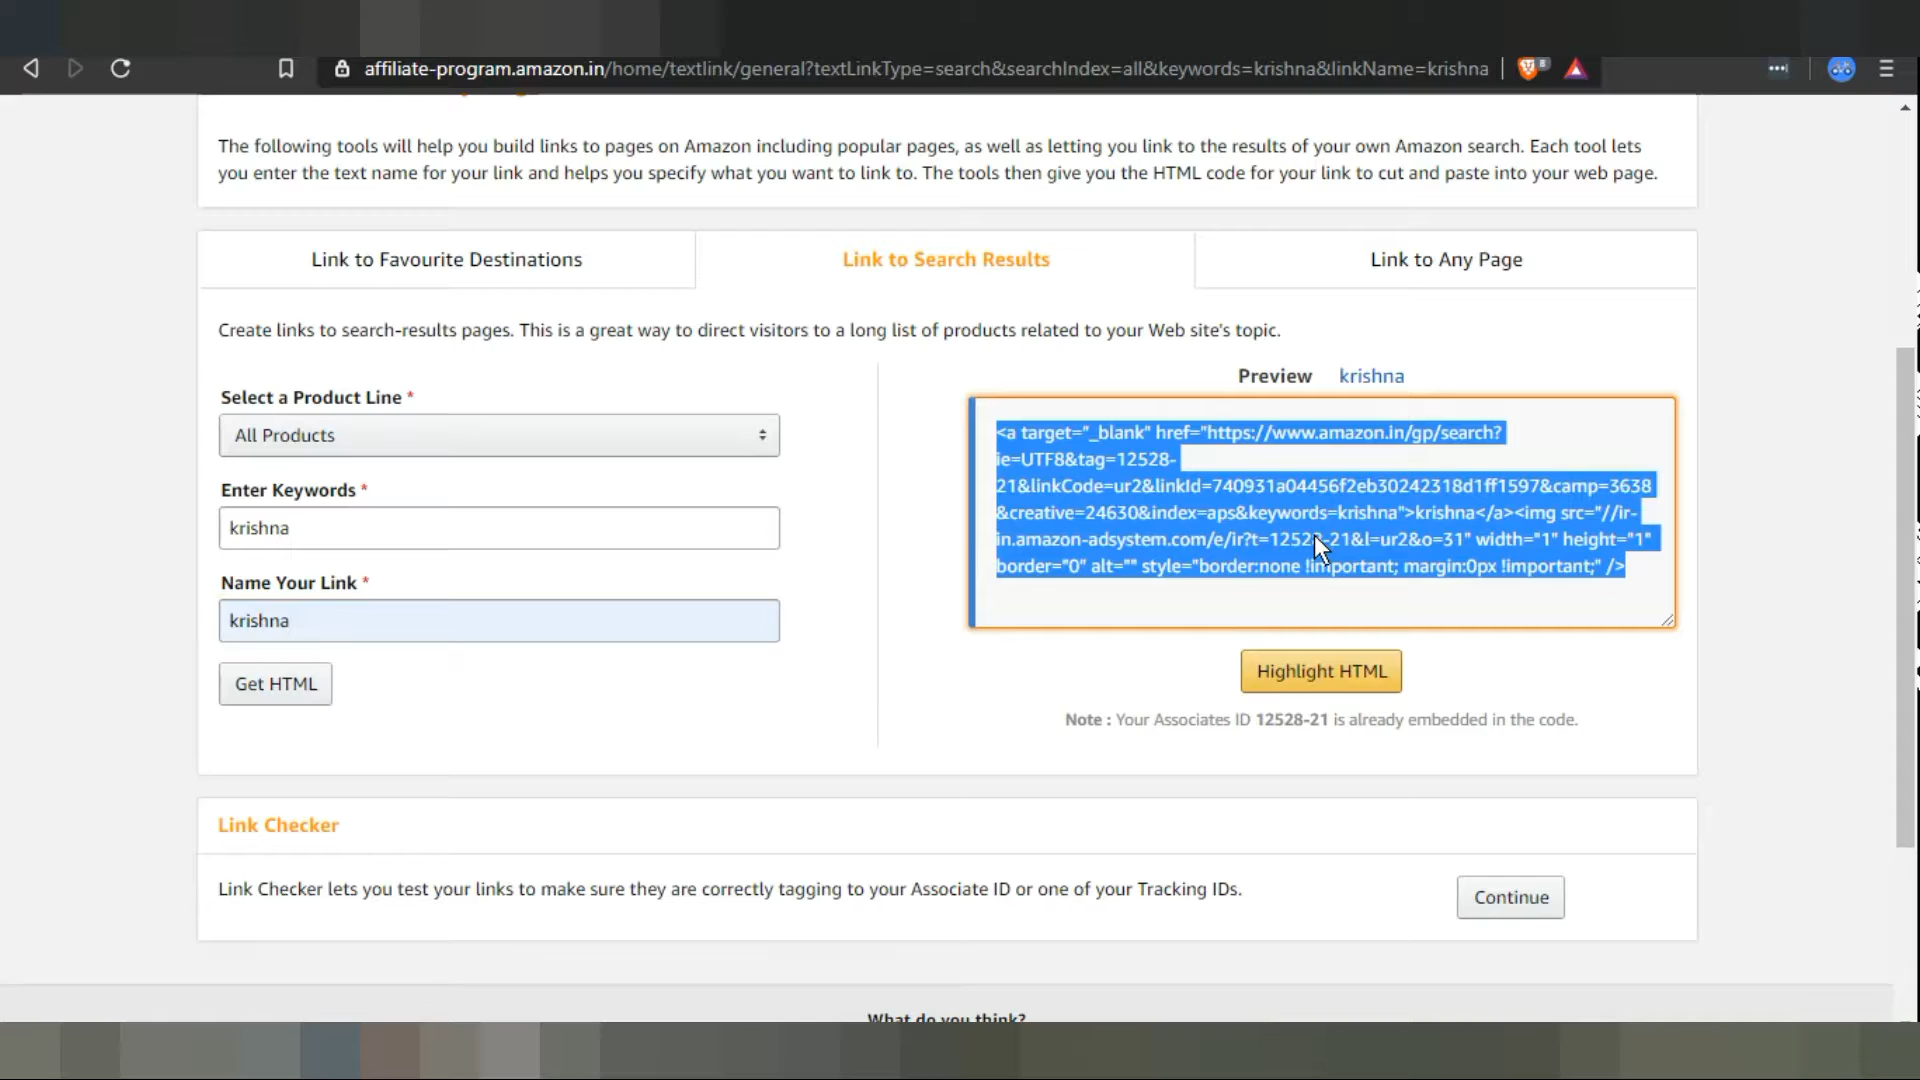 affiliate-program.amazon.in/home/textlink/general?textLinkType=search&searchIndex=all&keywords=krishna&linkName=krishna
8
The following tools will help you build links to pages on Amazon including popular pages, as well as letting you link to the results of your own Amazon search. Each tool lets
you enter the text name for your link and helps you specify what you want to link to. The tools then give you the HTML code for your link to cut and paste into your web page.
Link to Favourite Destinations
Link to Search Results
Link to Any Page
Create links to search-results pages. This is a great way to direct visitors to a long list of products related to your Web site's topic.
Select a Product Line *
All Products
Enter Keywords *
krishna
Name Your Link *
krishna
Get HTML
Preview krishna
<a target="_blank" href="https://www.amazon.in/gp/search?
ie=UTF8&tag=12528-
21&linkCode=ur2&linkId=740931a04456f2eb30242318d1ff1597&camp=3638
&creative=24630&index=aps&keywords=krishna">krishna</a><img src="//ir-
in.amazon-adsystem.com/e/ir?t=12528-21&l=ur2&o=31" width="1" height="1"
border="0" alt="" style="border:none !important; margin:0px !important;" />
Highlight HTML
Note : Your Associates ID 12528-21 is already embedded in the code.
Link Checker
Link Checker lets you test your links to make sure they are correctly tagging to your Associate ID or one of your Tracking IDs.
Continue
What do you think?